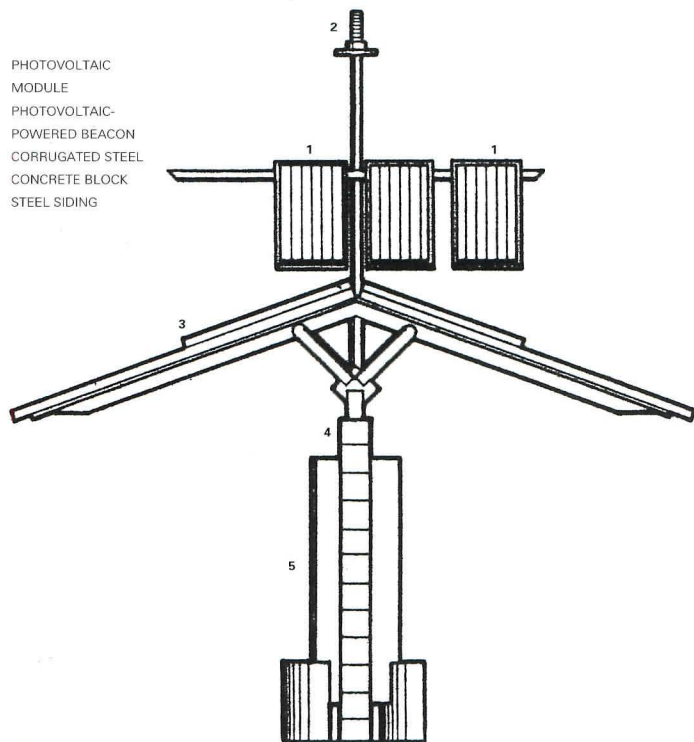 2
PHOTOVOLTAIC
MODULE
PHOTOVOLTAIC-
POWERED BEACON
CORRUGATED STEEL
CONCRETE BLOCK
STEEL SIDING
1
1
3
4
5